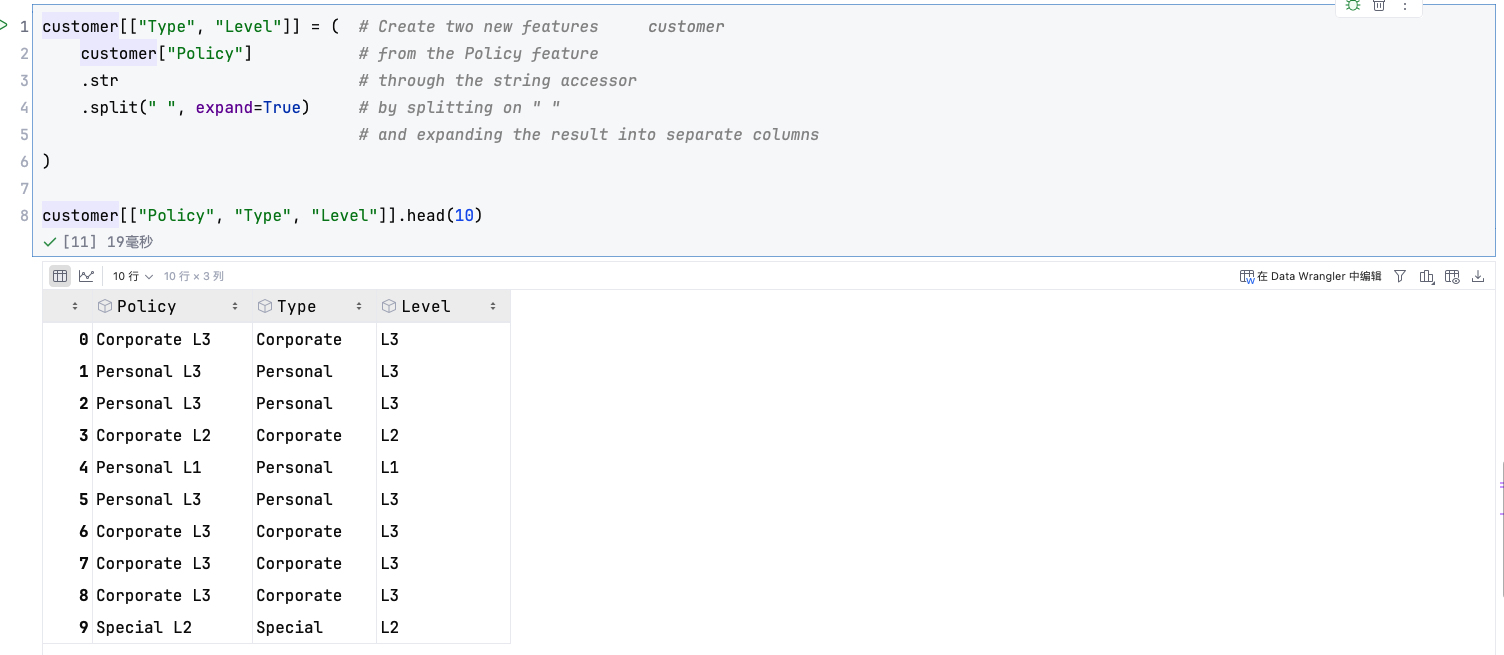 1 customer[["Type", "Level"]] = (  # Create two new features     customer
2     customer["Policy"]           # from the Policy feature
3     .str                         # through the string accessor
4     .split(" ", expand=True)     # by splitting on " "
5                                  # and expanding the result into separate columns
6 )
7
8 customer[["Policy", "Type", "Level"]].head(10)
[11] 19毫秒
10 行 10 行 × 3 列 在 Data Wrangler 中编辑
Policy Type Level
0 Corporate L3 Corporate L3
1 Personal L3 Personal L3
2 Personal L3 Personal L3
3 Corporate L2 Corporate L2
4 Personal L1 Personal L1
5 Personal L3 Personal L3
6 Corporate L3 Corporate L3
7 Corporate L3 Corporate L3
8 Corporate L3 Corporate L3
9 Special L2 Special L2